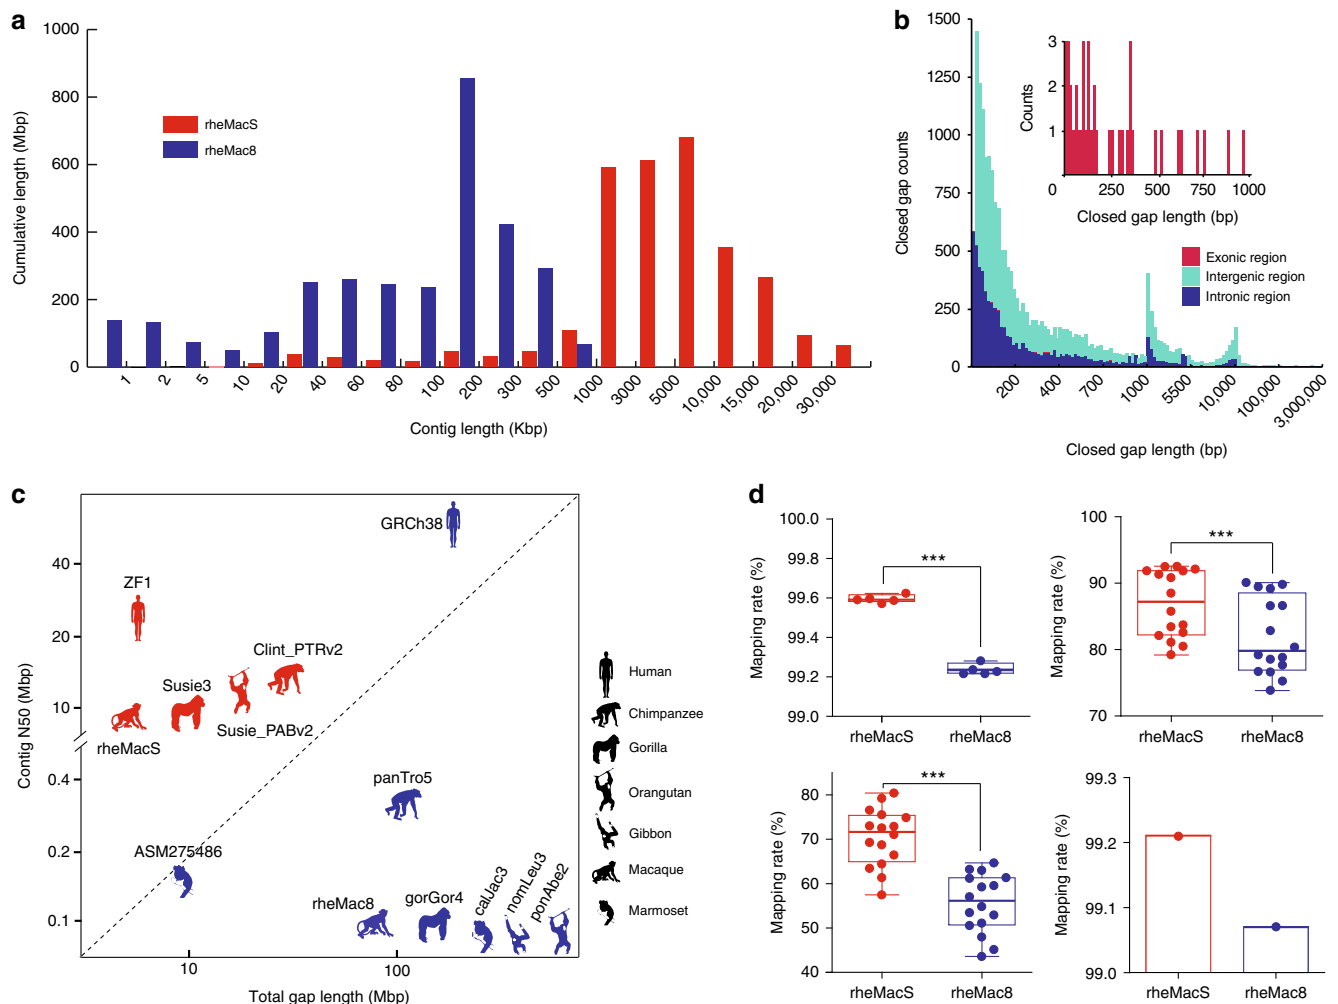 a
1000
800
600
400
200
0
Cumulative length (Mbp)
rheMacS
rheMac8
1
2
5
10
20
40
60
80
100
200
300
500
1000
3000
5000
10,000
15,000
20,000
30,000
Contig length (Kbp)
b
1500
1250
1000
750
500
250
0
Closed gap counts
3
2
1
0
250
500
750
1000
Counts
Closed gap length (bp)
Exonic region
Intergenic region
Intronic region
200
400
700
1000
5500
10,000
100,000
3,000,000
Closed gap length (bp)
c
GRCh38
ZF1
Clint_PTRv2
Susie3
Susie_PABv2
rheMacS
panTro5
ASM275486
rheMac8
gorGor4
calJac3
nomLeu3
ponAbe2
40
20
10
0.4
0.2
0.1
Contig N50 (Mbp)
10
100
Total gap length (Mbp)
Human
Chimpanzee
Gorilla
Orangutan
Gibbon
Macaque
Marmoset
d
100.0
99.8
99.6
99.4
99.2
99.0
Mapping rate (%)
***
rheMacS
rheMac8
100
90
80
70
Mapping rate (%)
***
rheMacS
rheMac8
80
70
60
50
40
Mapping rate (%)
***
rheMacS
rheMac8
99.3
99.2
99.1
99.0
Mapping rate (%)
rheMacS
rheMac8